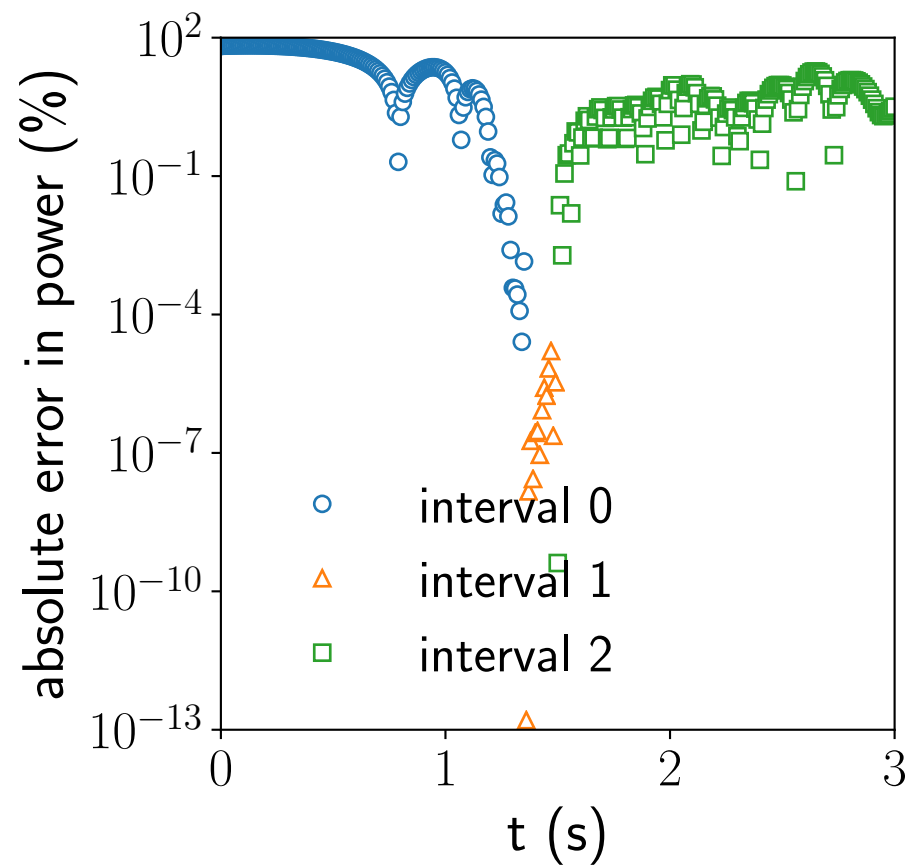 absolute error in power (%)
10^2
10^{-1}
10^{-4}
10^{-7}
10^{-10}
10^{-13}
interval 0
interval 1
interval 2
0 1 2 3
t (s)